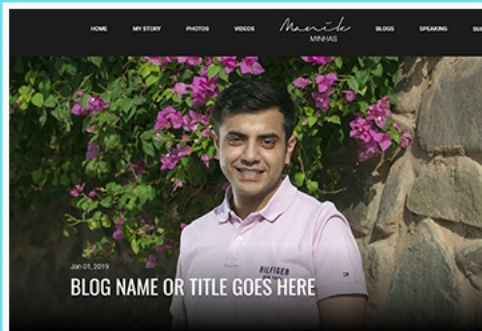 HOME MY STORY PHOTOS VIDEOS Manik BLOGS SPEAKING
MINHAS
HILFIGER
Jan 01, 2019
BLOG NAME OR TITLE GOES HERE